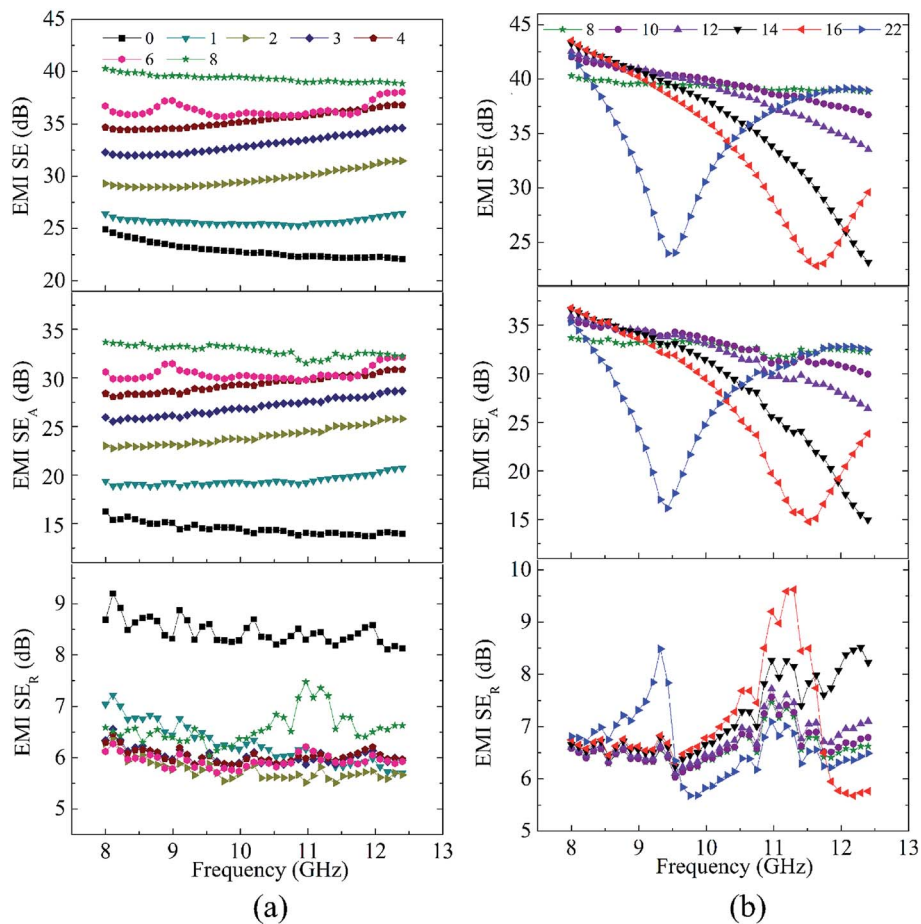 45
40
35
30
25
20
EMI SE (dB)
0 1 2 3 4
6 8
35
30
25
20
15
EMI SE_A (dB)
9
8
7
6
5
EMI SE_R (dB)
8 9 10 11 12 13
Frequency (GHz)
(a)
45
40
35
30
25
EMI SE (dB)
8 10 12 14 16 22
35
30
25
20
15
EMI SE_A (dB)
10
9
8
7
6
5
EMI SE_R (dB)
8 9 10 11 12 13
Frequency (GHz)
(b)